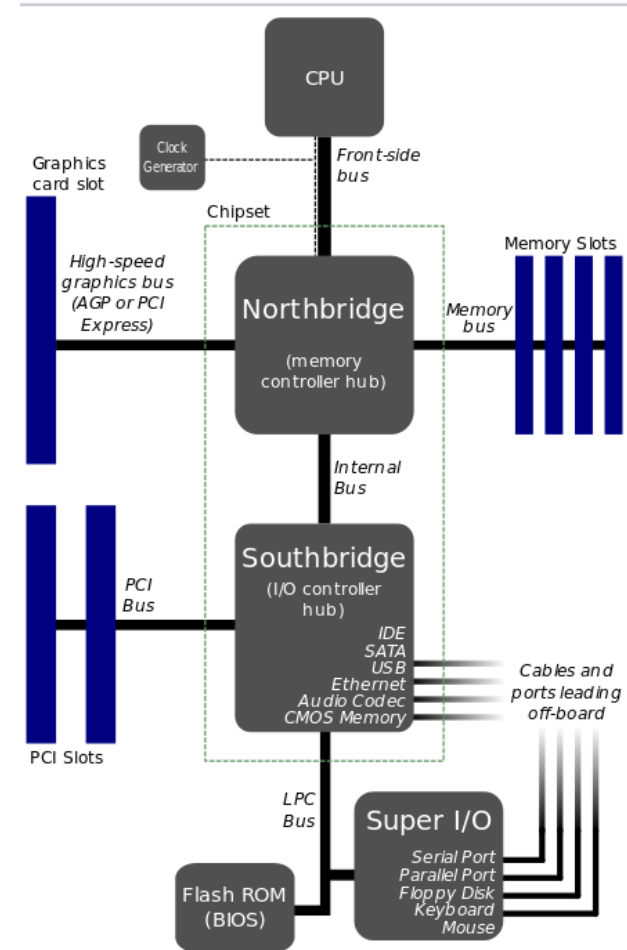 CPU
Clock
Generator
Front-side
bus
Graphics
card slot
Chipset
High-speed
graphics bus
(AGP or PCI
Express)
Northbridge
(memory
controller hub)
Memory Slots
Memory
bus
Internal
Bus
Southbridge
(I/O controller
hub)
PCI
Bus
IDE
SATA
USB
Ethernet
Audio Codec
CMOS Memory
Cables and
ports leading
off-board
PCI Slots
LPC
Bus
Super I/O
Serial Port
Parallel Port
Floppy Disk
Keyboard
Mouse
Flash ROM
(BIOS)